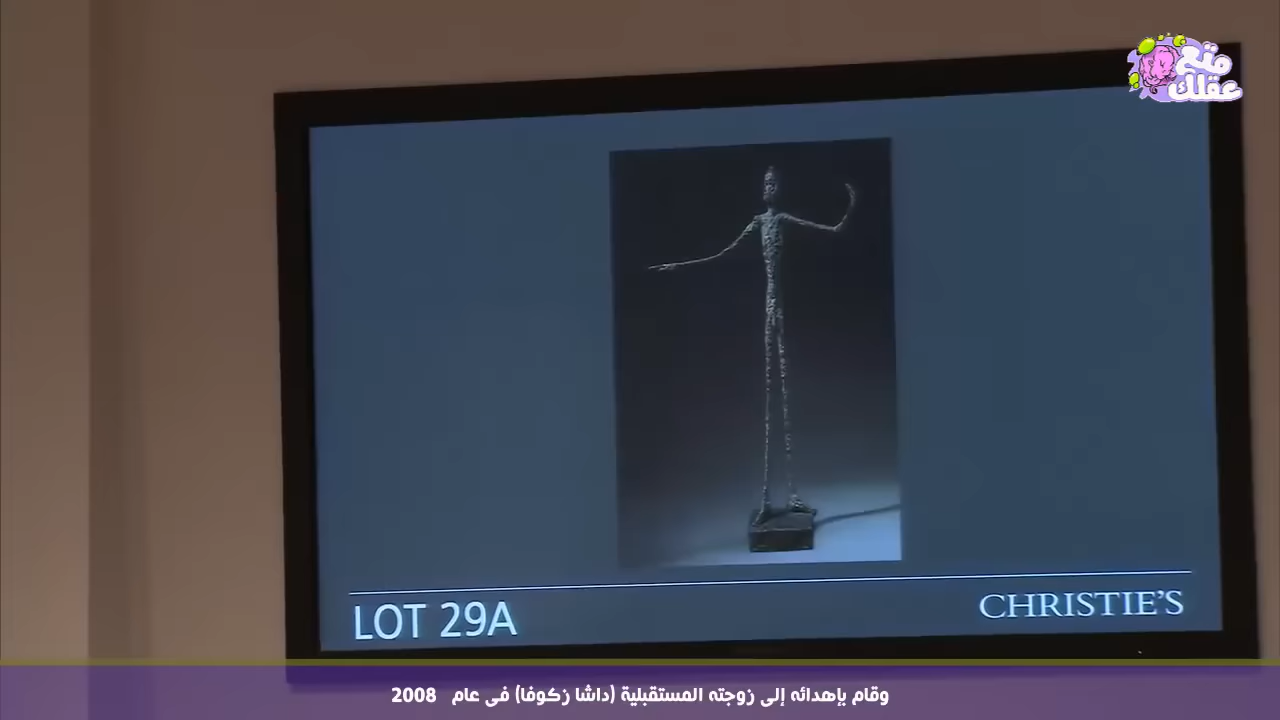 متع
عقلك
LOT 29A
CHRISTIE'S
وقام بإهدائه إلى زوجته المستقبلية (داشا زكوفا) فى عام 2008